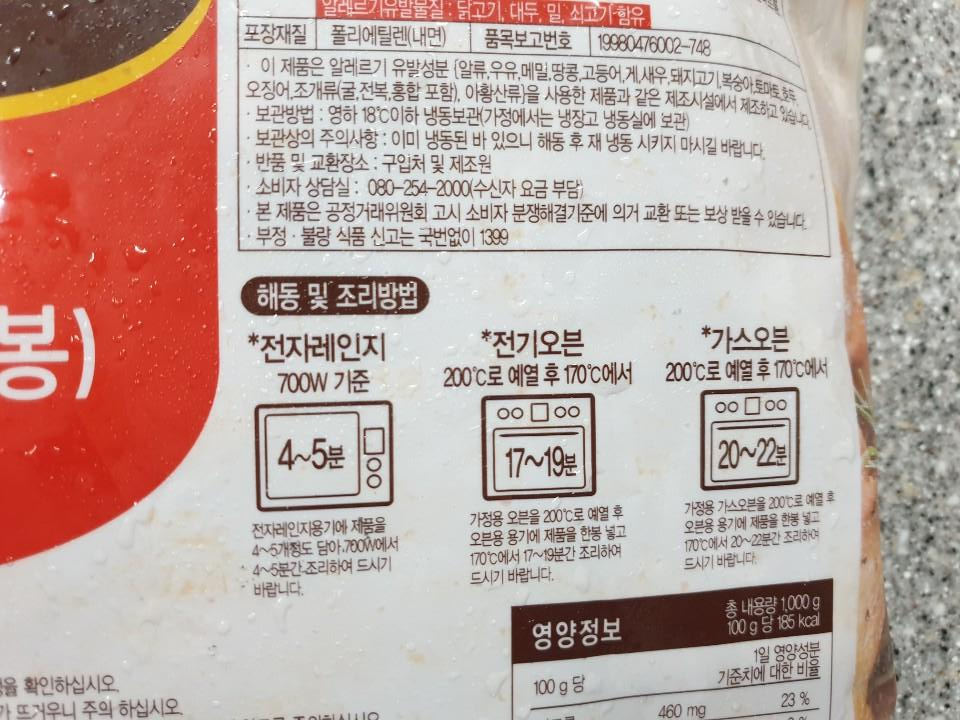 알레르기유발물질 : 닭고기, 대두, 밀, 쇠고기 함유
포장재질 폴리에틸렌(내면) 품목보고번호 19980476002-748
· 이 제품은 알레르기 유발성분 {알류,우유,메밀,땅콩,고등어,게,새우,돼지고기,복숭아,토마토,호두,
오징어,조개류(굴,전복,홍합 포함), 아황산류}을 사용한 제품과 같은 제조시설에서 제조하고 있습니다.
· 보관방법 : 영하 18℃이하 냉동보관(가정에서는 냉장고 냉동실에 보관)
· 보관상의 주의사항 : 이미 냉동된 바 있으니 해동 후 재 냉동 시키지 마시길 바랍니다.
· 반품 및 교환장소 : 구입처 및 제조원
· 소비자 상담실 : 080-254-2000(수신자 요금 부담)
· 본 제품은 공정거래위원회 고시 소비자 분쟁해결기준에 의거 교환 또는 보상 받을 수 있습니다.
· 부정 · 불량 식품 신고는 국번없이 1399
봉)
해동 및 조리방법
*전자레인지
700W 기준
4~5분
전자레인지용기에 제품을
4~5개정도 담아.700W에서
4~5분간.조리하여 드시기
바랍니다.
*전기오븐
200℃로 예열 후 170℃에서
17~19분
가정용 오븐을 200℃로 예열 후
오븐용 용기에 제품을 한봉 넣고
170℃에서 17~19분간 조리하여
드시기 바랍니다.
*가스오븐
200℃로 예열 후 170℃에서
20~22분
가정용 가스오븐을 200℃로 예열 후
오븐용 용기에 제품을 한봉 넣고
170℃에서 20~22분간 조리하여
드시기 바랍니다.
영양정보
총 내용량 1,000 g
100 g 당 185 kcal
100 g 당
1일 영양성분
기준치에 대한 비율
460 mg 23 %
확인하십시오.
뜨거우니 주의 하십시오.